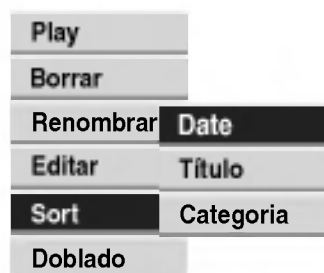 Play
Borrar
Renombrar Date
Editar Título
Sort Categoria
Doblado